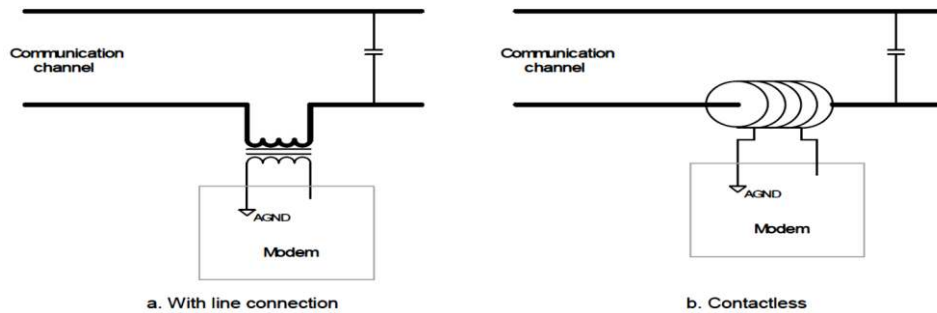 Communication
channel
AGND
Modem
a. With line connection
Communication
channel
AGND
Modem
b. Contactless